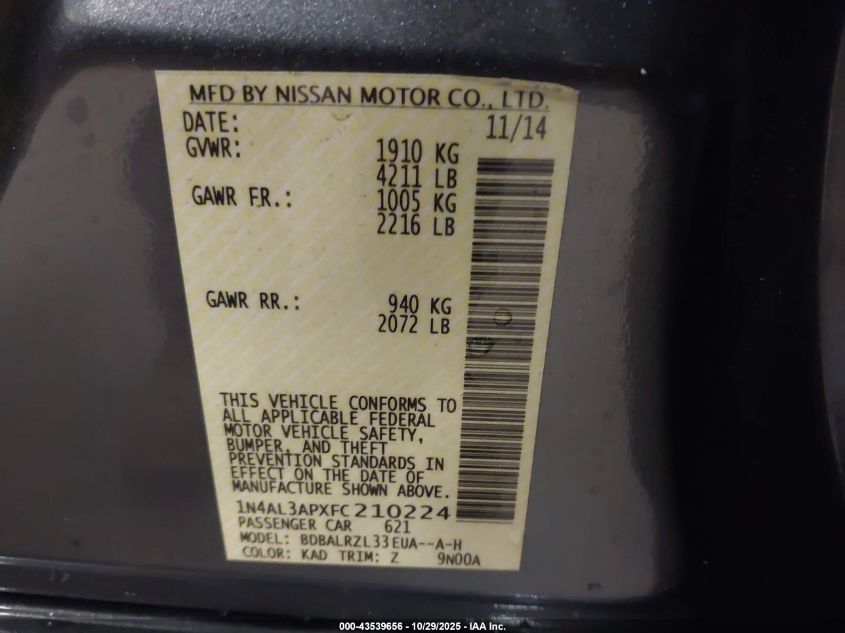 MFD BY NISSAN MOTOR CO., LTD.
DATE: 11/14
GVWR: 1910 KG
4211 LB
GAWR FR.: 1005 KG
2216 LB
GAWR RR.: 940 KG
2072 LB
THIS VEHICLE CONFORMS TO
ALL APPLICABLE FEDERAL
MOTOR VEHICLE SAFETY,
BUMPER, AND THEFT
PREVENTION STANDARDS IN
EFFECT ON THE DATE OF
MANUFACTURE SHOWN ABOVE.
1N4AL3APXFC210224
PASSENGER CAR 621
MODEL: BDBALRZL33EUA--A-H
COLOR: KAD TRIM: Z 9N00A
000-43539656 - 10/29/2025 - IAA Inc.